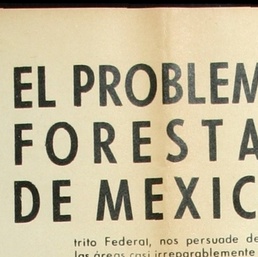 EL PROBLEM
FORESTA
DE MEXIC
trito Federal, nos persuade de
las áreas casi irreparablemente